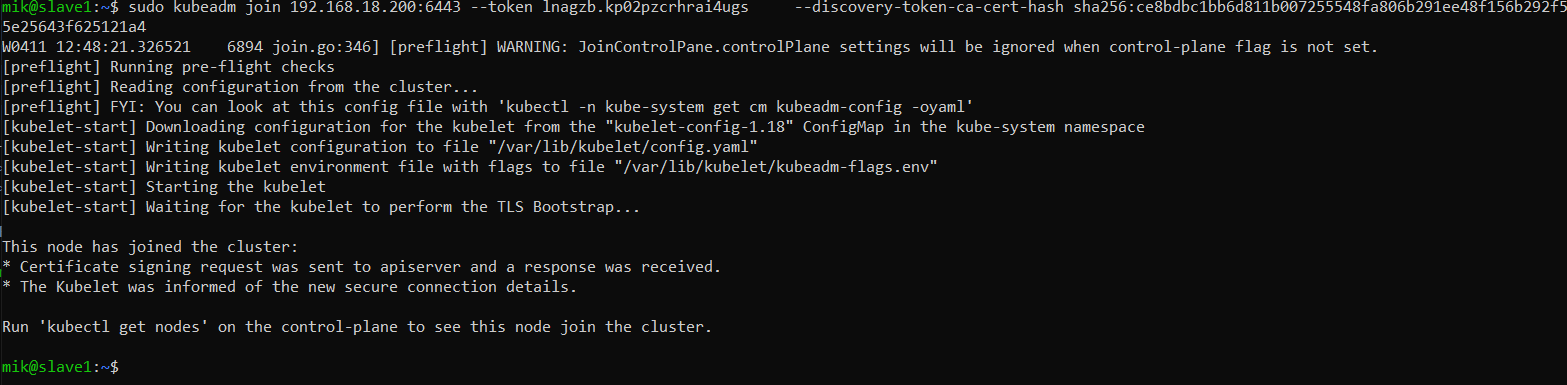 mik@slave1:~$ sudo kubeadm join 192.168.18.200:6443 --token lnagzb.kp02pzcrhrai4ugs     --discovery-token-ca-cert-hash sha256:ce8bdbc1bb6d811b007255548fa806b291ee48f156b292f5
5e25643f625121a4
W0411 12:48:21.326521    6894 join.go:346] [preflight] WARNING: JoinControlPane.controlPlane settings will be ignored when control-plane flag is not set.
[preflight] Running pre-flight checks
[preflight] Reading configuration from the cluster...
[preflight] FYI: You can look at this config file with 'kubectl -n kube-system get cm kubeadm-config -oyaml'
[kubelet-start] Downloading configuration for the kubelet from the "kubelet-config-1.18" ConfigMap in the kube-system namespace
[kubelet-start] Writing kubelet configuration to file "/var/lib/kubelet/config.yaml"
[kubelet-start] Writing kubelet environment file with flags to file "/var/lib/kubelet/kubeadm-flags.env"
[kubelet-start] Starting the kubelet
[kubelet-start] Waiting for the kubelet to perform the TLS Bootstrap...

This node has joined the cluster:
* Certificate signing request was sent to apiserver and a response was received.
* The Kubelet was informed of the new secure connection details.

Run 'kubectl get nodes' on the control-plane to see this node join the cluster.

mik@slave1:~$